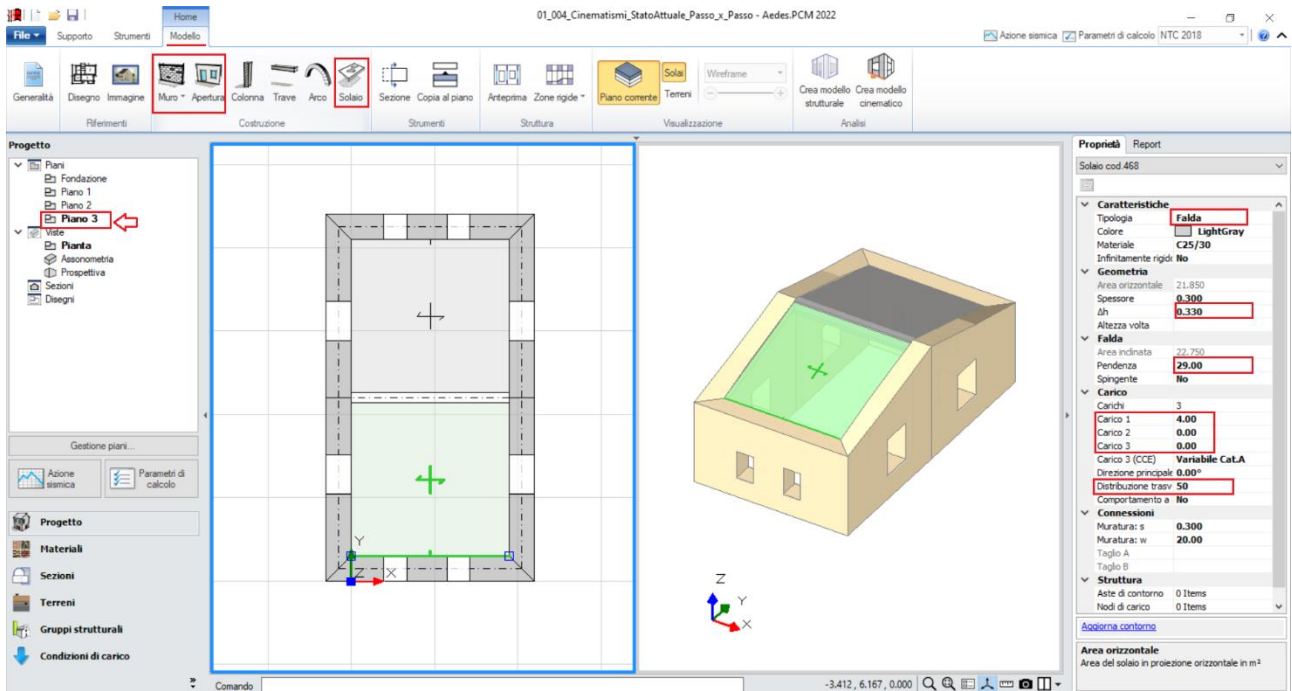 Home
01_004_Cinematismi_StatoAttuale_Passo_x_Passo - Aedes.PCM 2022
File Supporto Strumenti Modello
Azione sismica Parametri di calcolo NTC 2018
Generalità Disegno Immagine Muro Apertura Colonna Trave Arco Solaio Sezione Copia al piano Anteprima Zone rigide Piano corrente Solai Terreni Wireframe Crea modello strutturale Crea modello cinematico
Riferimenti Costruzione Strumenti Struttura Visualizzazione Analisi
Progetto
Piani
Fondazione
Piano 1
Piano 2
Piano 3
Viste
Pianta
Assonometria
Prospettiva
Sezioni
Disegni
Gestione piani...
Azione sismica
Parametri di calcolo
Progetto
Materiali
Sezioni
Terreni
Gruppi strutturali
Condizioni di carico
Y
Z X
Z
Y
X
Comando
-3.412 , 6.167 , 0.000
Proprietà Report
Solaio cod.468
Caratteristiche
Tipologia Falda
Colore LightGray
Materiale C25/30
Infinitamente rigido No
Geometria
Area orizzontale 21.850
Spessore 0.300
Δh 0.330
Altezza volta
Falda
Area inclinata 22.750
Pendenza 29.00
Spingente No
Carico
Carichi 3
Carico 1 4.00
Carico 2 0.00
Carico 3 0.00
Carico 3 (CCE) Variabile Cat.A
Direzione principale 0.00°
Distribuzione trasv 50
Comportamento a No
Connessioni
Muratura: s 0.300
Muratura: w 20.00
Taglio A
Taglio B
Struttura
Aste di contorno 0 Items
Nodi di carico 0 Items
Aggiorna contorno
Area orizzontale
Area del solaio in proiezione orizzontale in m²